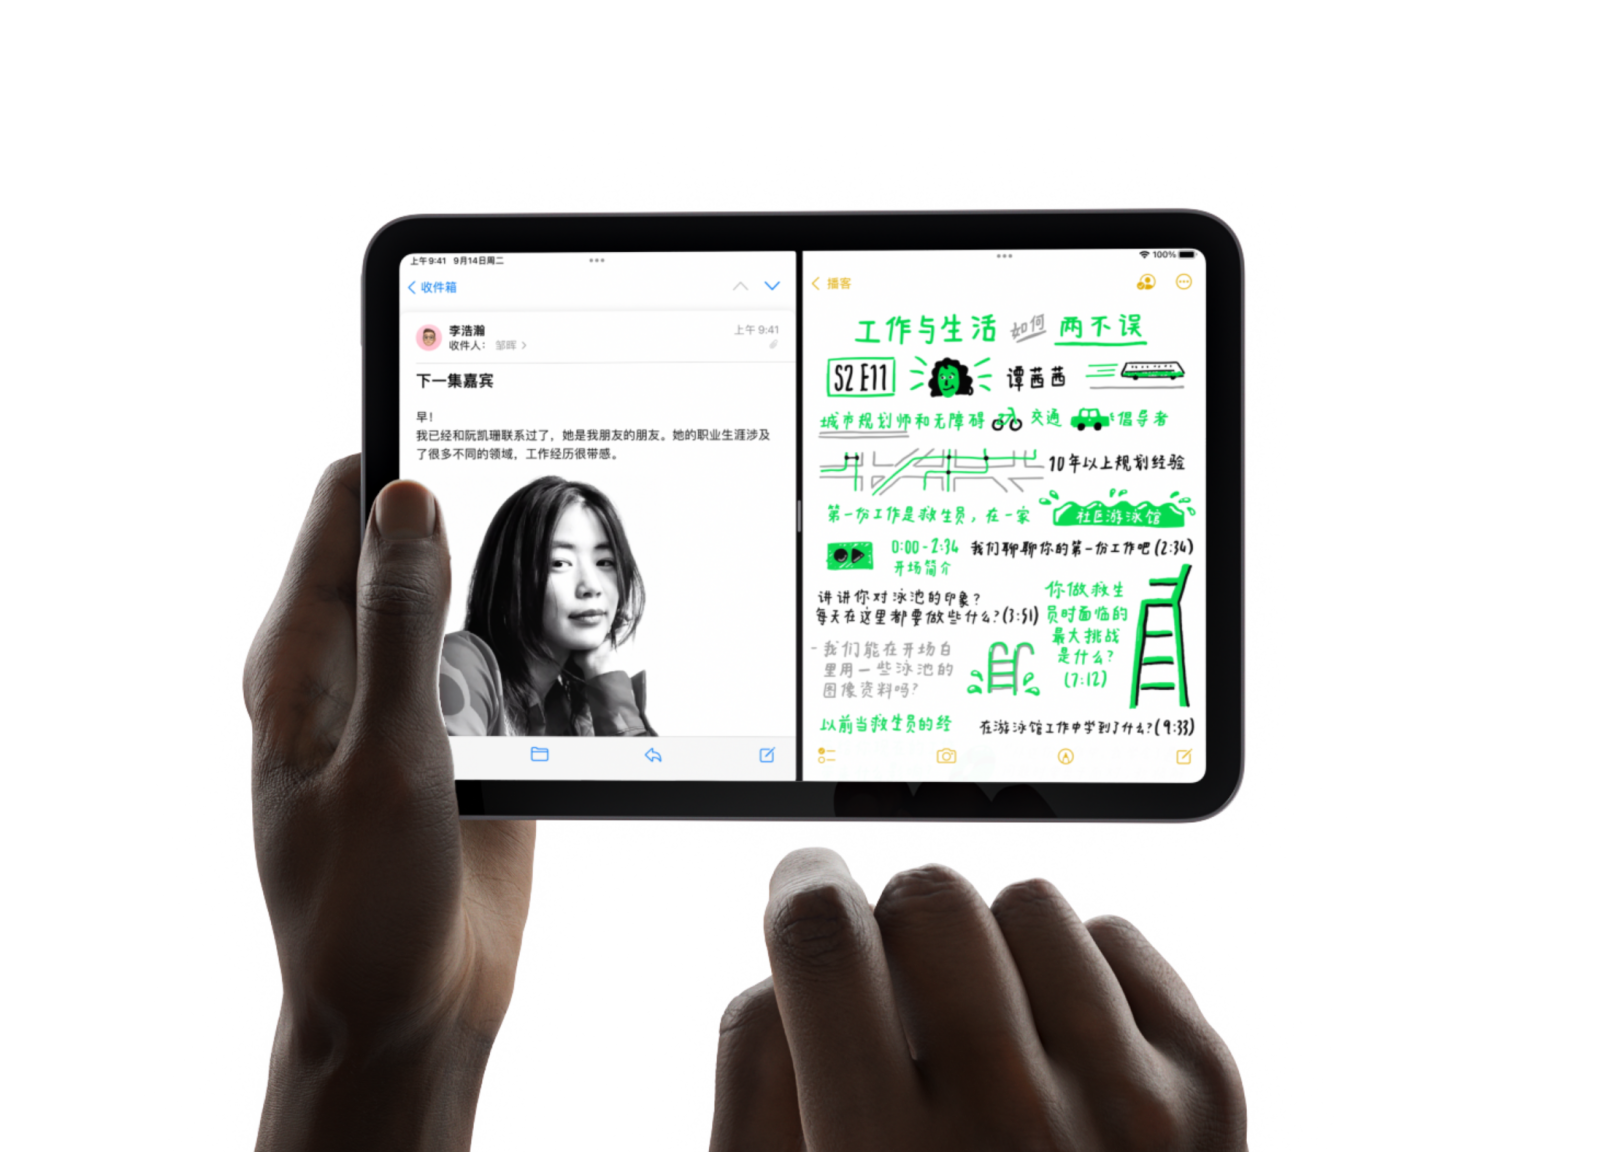 上午9:41 9月14日周二
收件箱
李浩瀚
上午9:41
收件人： 邹晖
下一集嘉宾
早！
我已经和阮凯珊联系过了，她是我朋友的朋友。她的职业生涯涉及
了很多不同的领域，工作经历很带感。
100%
播客
工作与生活 如何 两不误
S2 E11
谭茜茜
城市规划师和无障碍 交通 倡导者
10年以上规划经验
第一份工作是救生员，在一家 社区游泳馆
0:00-2:34
开场简介
我们聊聊你的第一份工作吧(2:34)
讲讲你对泳池的印象？
每天在这里都要做些什么？(3:51)
你做救生
员时面临的
最大挑战
是什么？
(7:12)
-我们能在开场白
里用一些泳池的
图像资料吗？
以前当救生员的经
在游泳馆工作中学到了什么？(9:33)